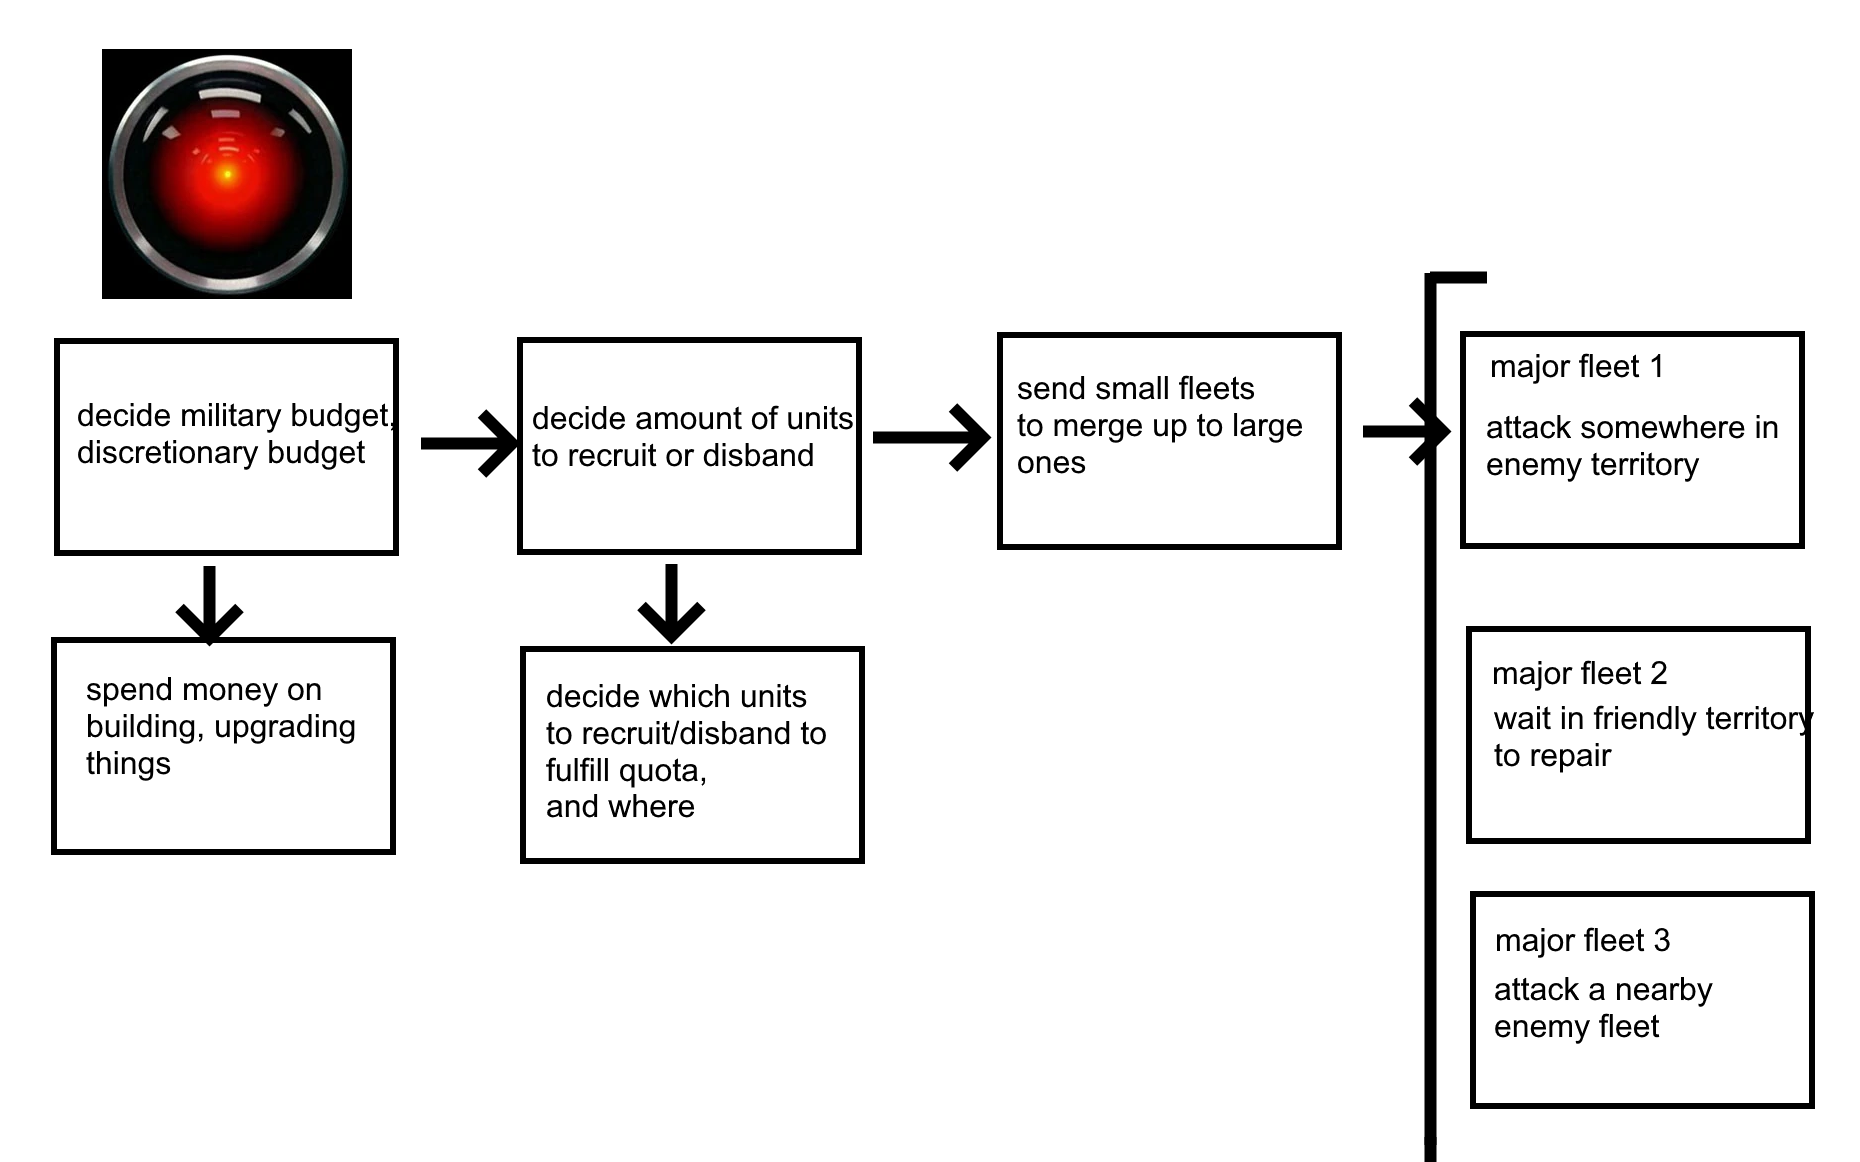 decide military budget,
discretionary budget
decide amount of units
to recruit or disband
send small fleets
to merge up to large
ones
major fleet 1
attack somewhere in
enemy territory
spend money on
building, upgrading
things
decide which units
to recruit/disband to
fulfill quota,
and where
major fleet 2
wait in friendly territory
to repair
major fleet 3
attack a nearby
enemy fleet